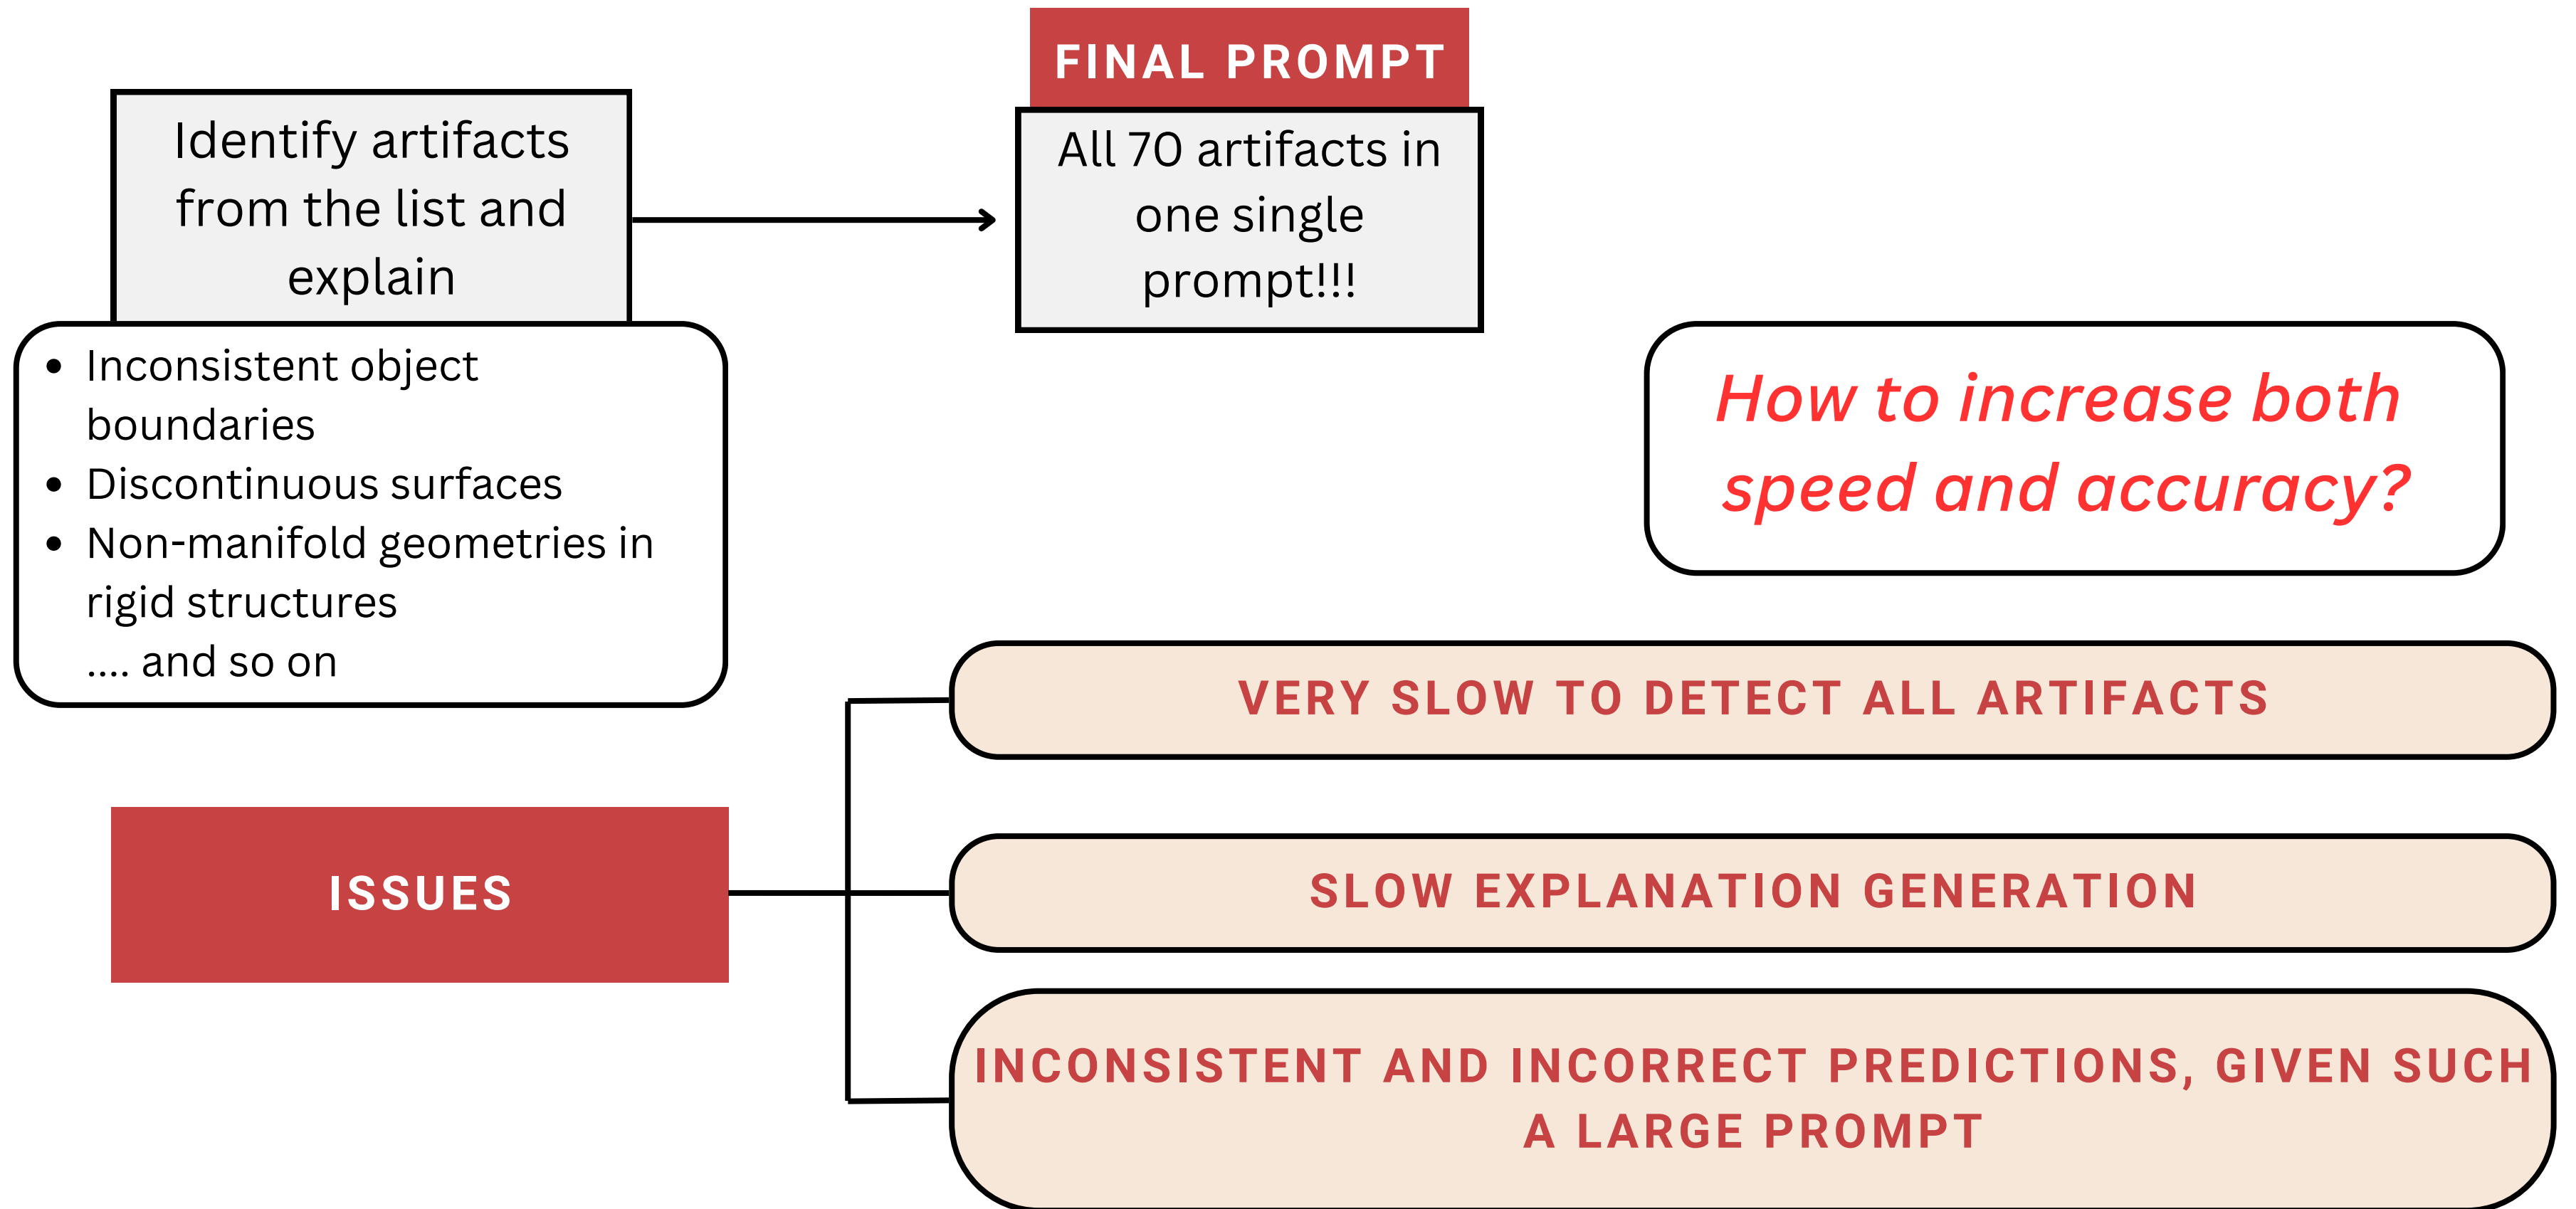 FINAL PROMPT
Identify artifacts
from the list and
explain
All 70 artifacts in
one single
prompt!!!
• Inconsistent object
boundaries
• Discontinuous surfaces
• Non-manifold geometries in
rigid structures
.... and so on
How to increase both
speed and accuracy?
VERY SLOW TO DETECT ALL ARTIFACTS
ISSUES
SLOW EXPLANATION GENERATION
INCONSISTENT AND INCORRECT PREDICTIONS, GIVEN SUCH
A LARGE PROMPT